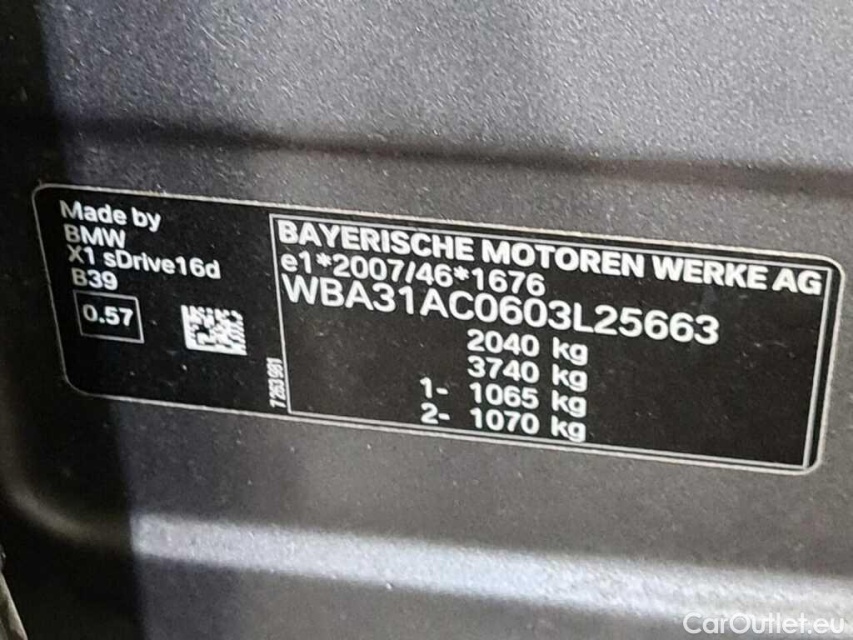 Made by
BMW
X1 sDrive16d
B39
0.57
7263981
BAYERISCHE MOTOREN WERKE AG
e1*2007/46*1676
WBA31AC0603L25663
2040 kg
3740 kg
1- 1065 kg
2- 1070 kg
CarOutlet.eu